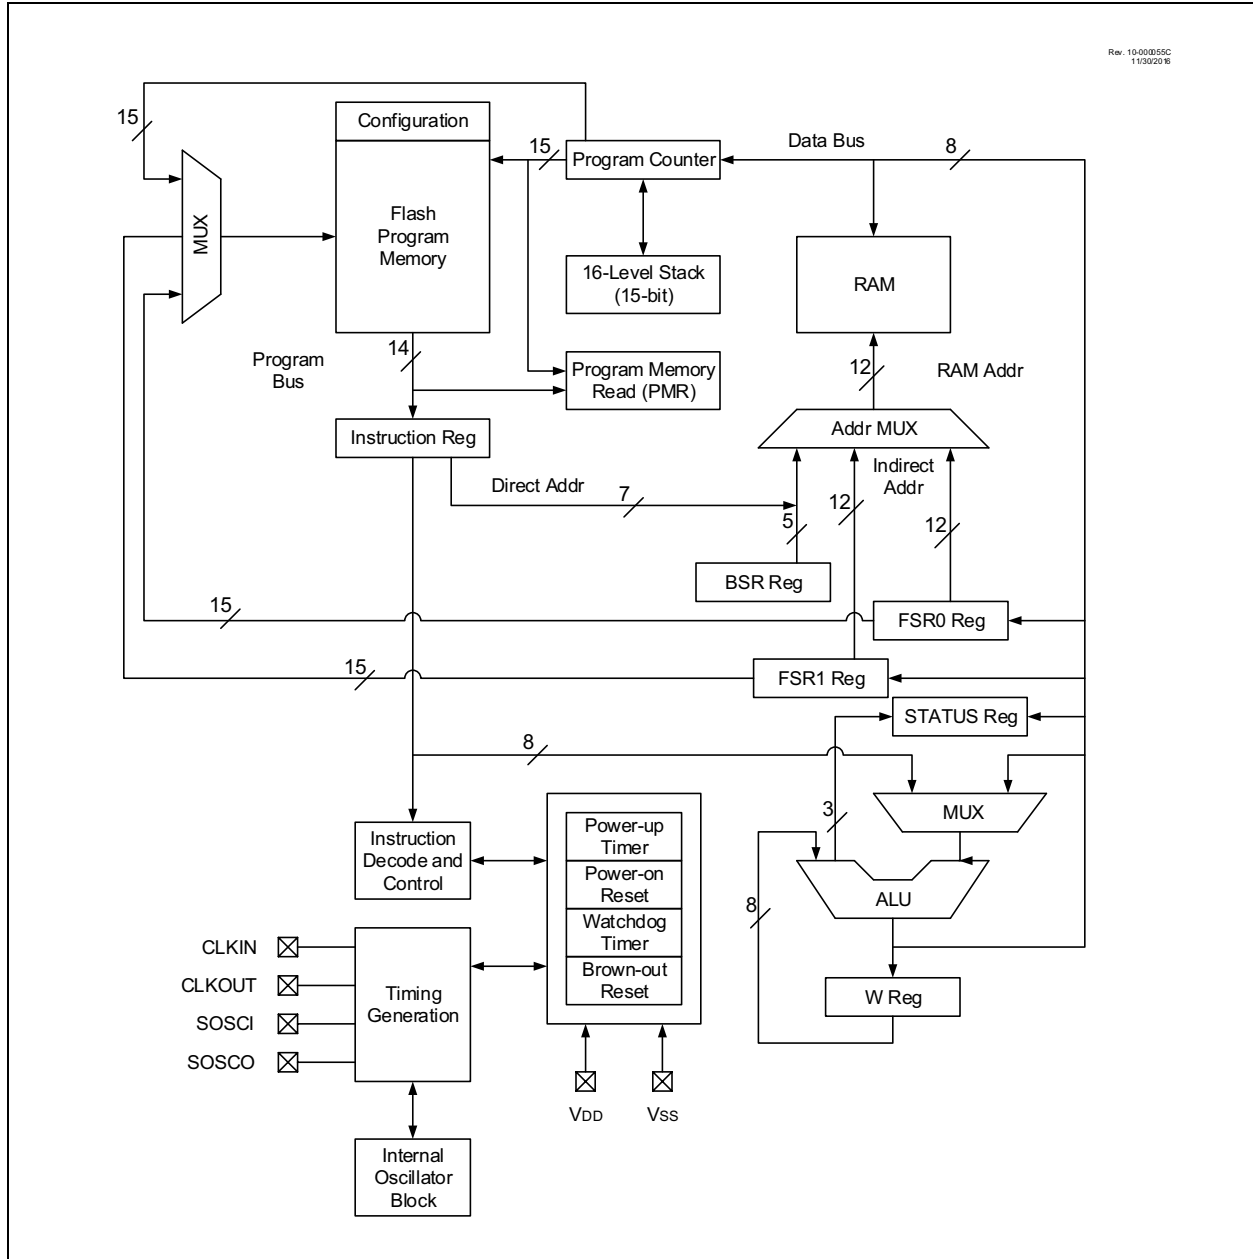 Rev. 10-000055C
11/30/2016
15
Configuration
15
Program Counter
Data Bus
8
MUX
Flash
Program
Memory
16-Level Stack
(15-bit)
RAM
Program
Bus
14
Program Memory
Read (PMR)
12
RAM Addr
Instruction Reg
Addr MUX
Direct Addr
7
5
12
Indirect
Addr
12
BSR Reg
15
FSR0 Reg
15
FSR1 Reg
STATUS Reg
8
3
MUX
Instruction
Decode and
Control
Power-up
Timer
Power-on
Reset
Watchdog
Timer
Brown-out
Reset
8
ALU
W Reg
CLKIN
CLKOUT
SOSCI
SOSCO
Timing
Generation
VDD
VSS
Internal
Oscillator
Block